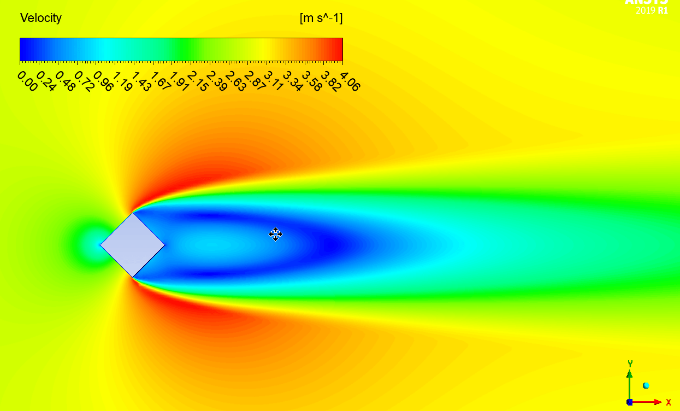 Velocity [m s^-1]
0.00 0.24 0.48 0.72 0.96 1.19 1.43 1.67 1.91 2.15 2.39 2.63 2.87 3.11 3.34 3.58 3.82 4.06
ANSYS
2019 R1
Y
X